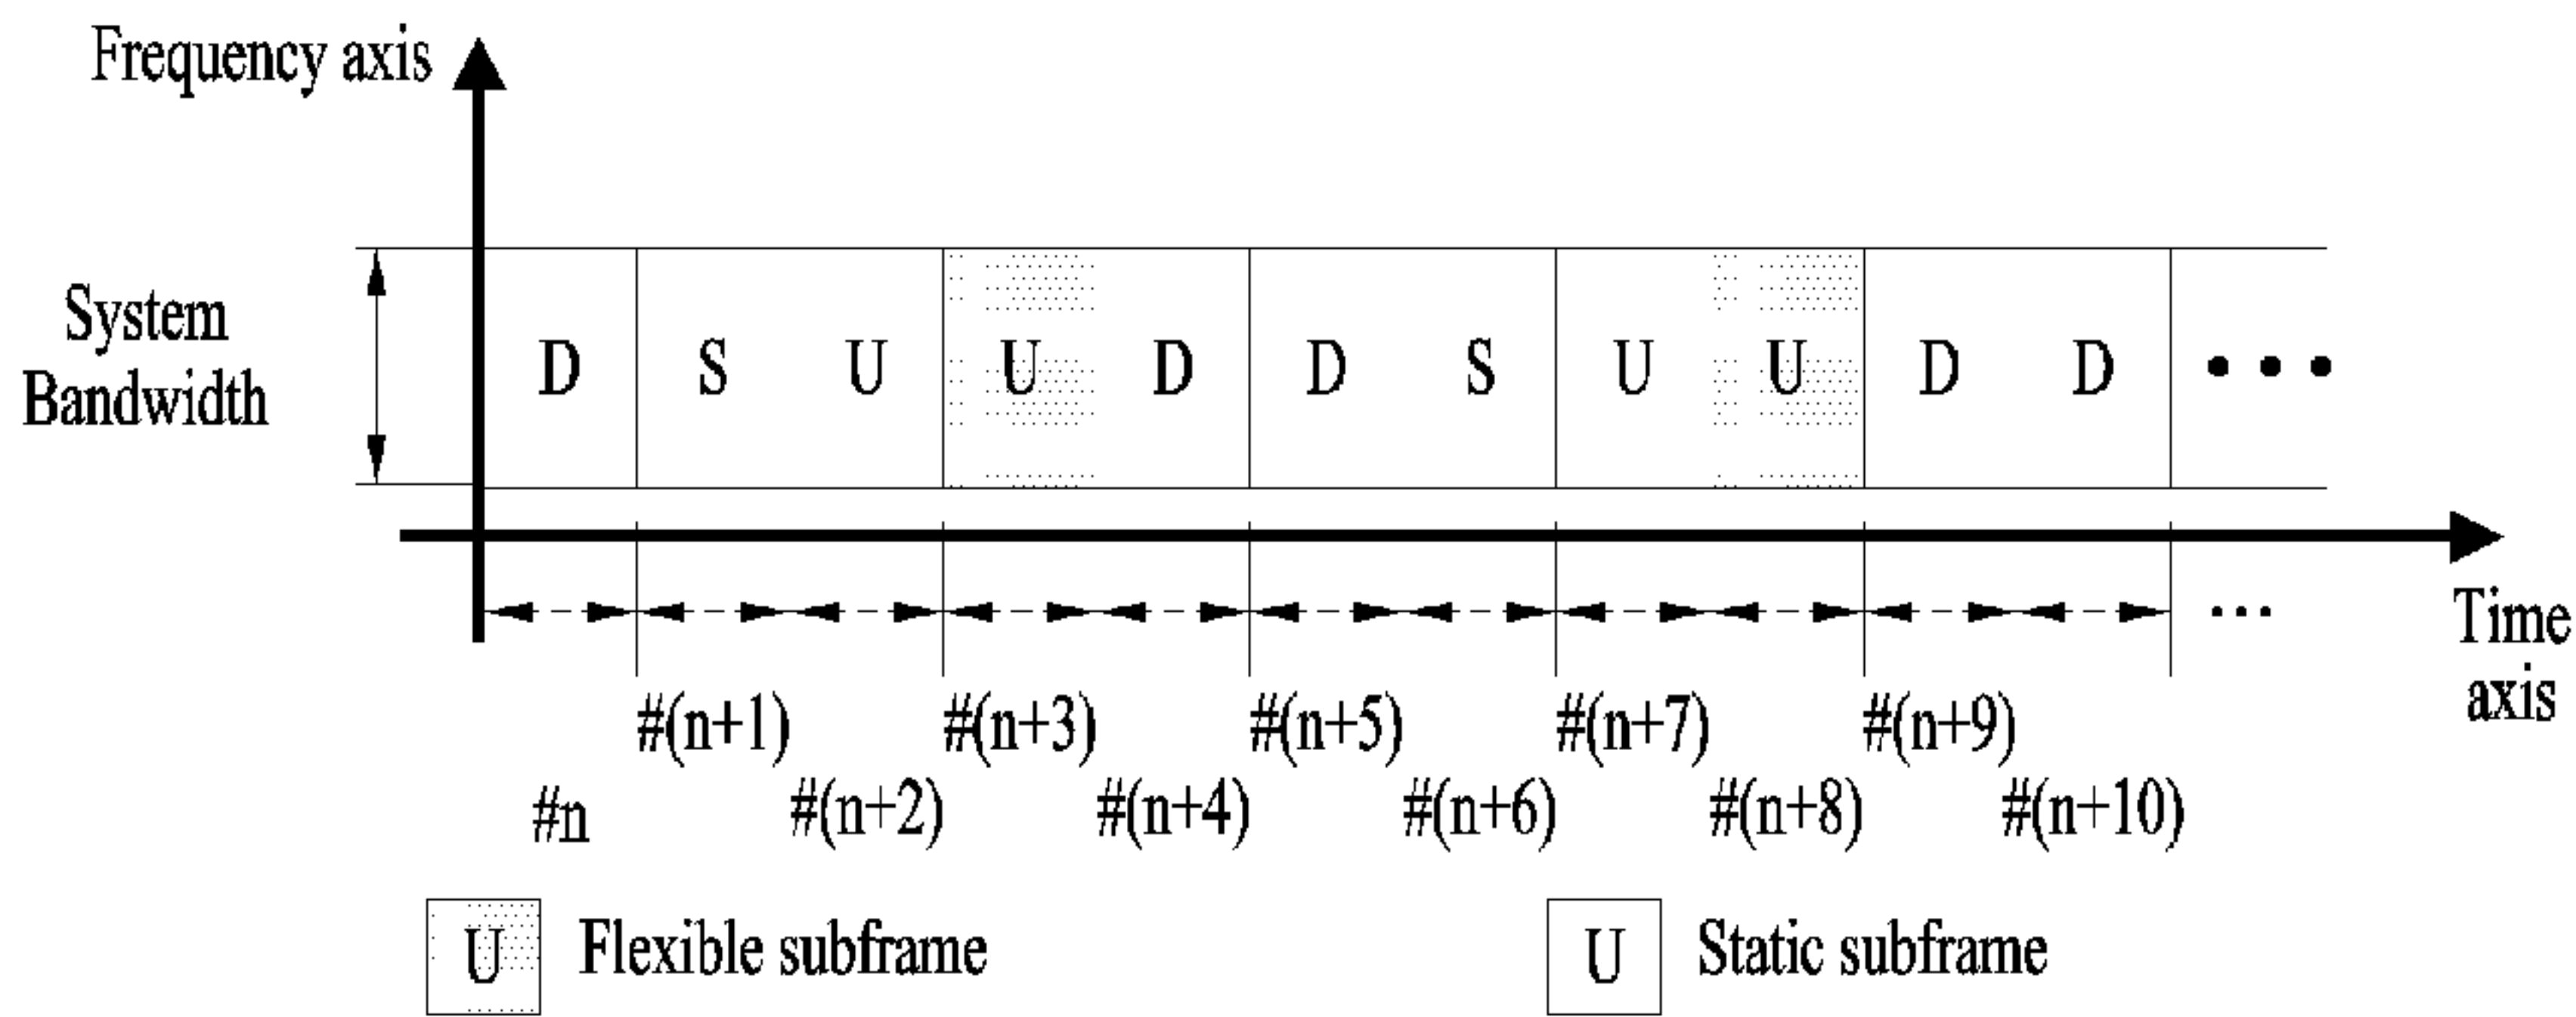 Frequency axis
System
Bandwidth
D S U U D D S U U D D •••
Time
axis
#(n+1) #(n+3) #(n+5) #(n+7) #(n+9)
#n #(n+2) #(n+4) #(n+6) #(n+8) #(n+10)
...
U Flexible subframe
U Static subframe